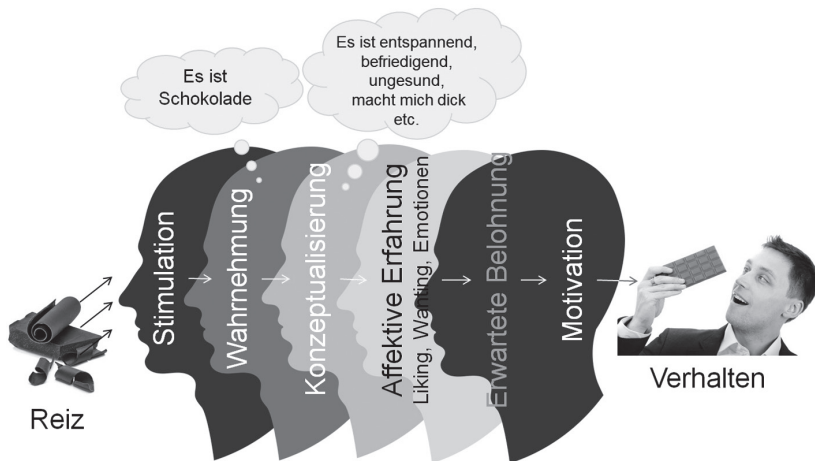 Es ist
Schokolade
Es ist entspannend,
befriedigend,
ungesund,
macht mich dick
etc.
Stimulation
Wahrnehmung
Konzeptualisierung
Affektive Erfahrung
Liking, Wanting, Emotionen
Erwartete Belohnung
Motivation
Reiz
Verhalten